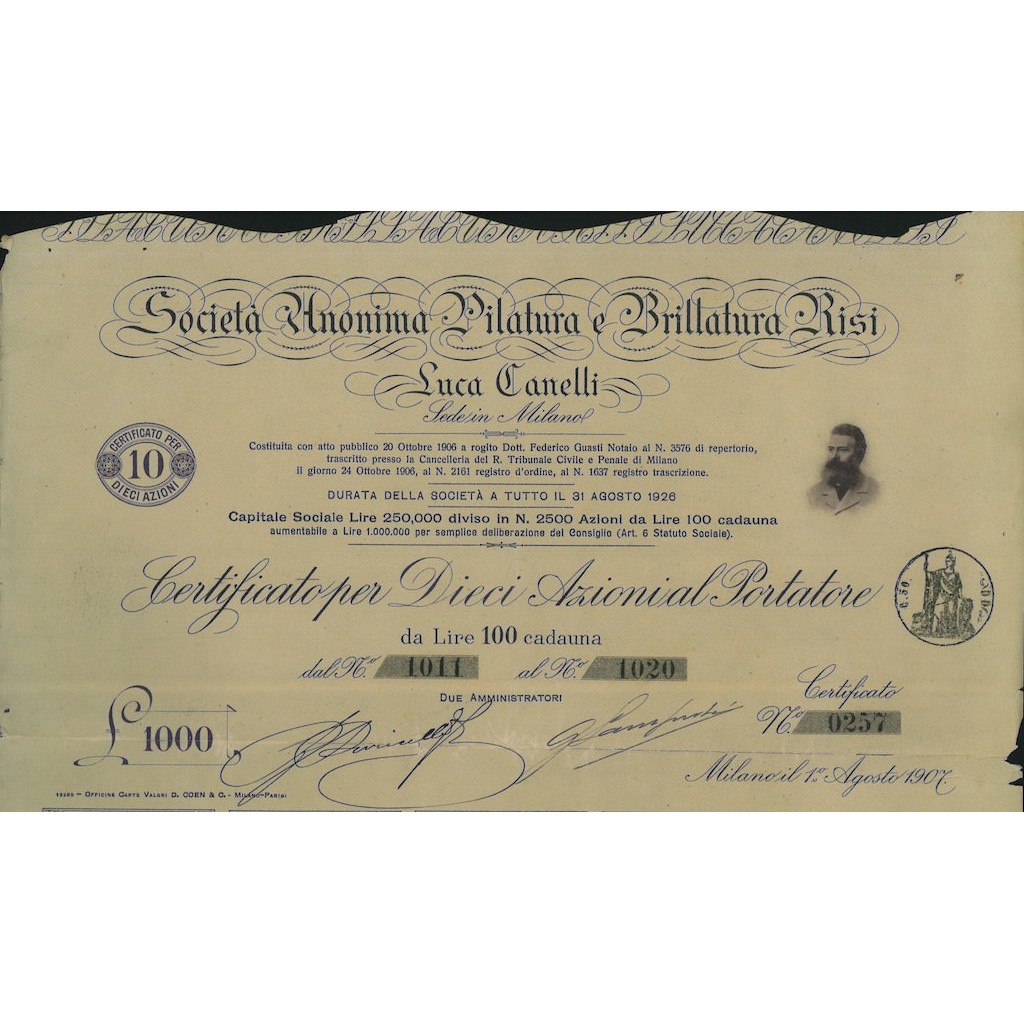 Società Anonima Pilatura e Brillatura Risi
Luca Canelli
Sede in Milano
CERTIFICATO PER
10
DIECI AZIONI
Costituita con atto pubblico 20 Ottobre 1906 a rogito Dott. Federico Guasti Notaio al N. 3576 di repertorio,
trascritto presso la Cancelleria del R. Tribunale Civile e Penale di Milano
il giorno 24 Ottobre 1906, al N. 2161 registro d'ordine, al N. 1637 registro trascrizione.
DURATA DELLA SOCIETÀ A TUTTO IL 31 AGOSTO 1926
Capitale Sociale Lire 250,000 diviso in N. 2500 Azioni da Lire 100 cadauna
aumentabile a Lire 1.000.000 per semplice deliberazione del Consiglio (Art. 6 Statuto Sociale).
Certificato per Dieci Azioni al Portatore
da Lire 100 cadauna
dal N.º 1011 al N.º 1020
DUE AMMINISTRATORI
Certificato
N.º 0257
£ 1000
Milano, il 1.º Agosto 1907.
OFFICINE CARTE VALORI D. COEN & C. - MILANO-PARIGI